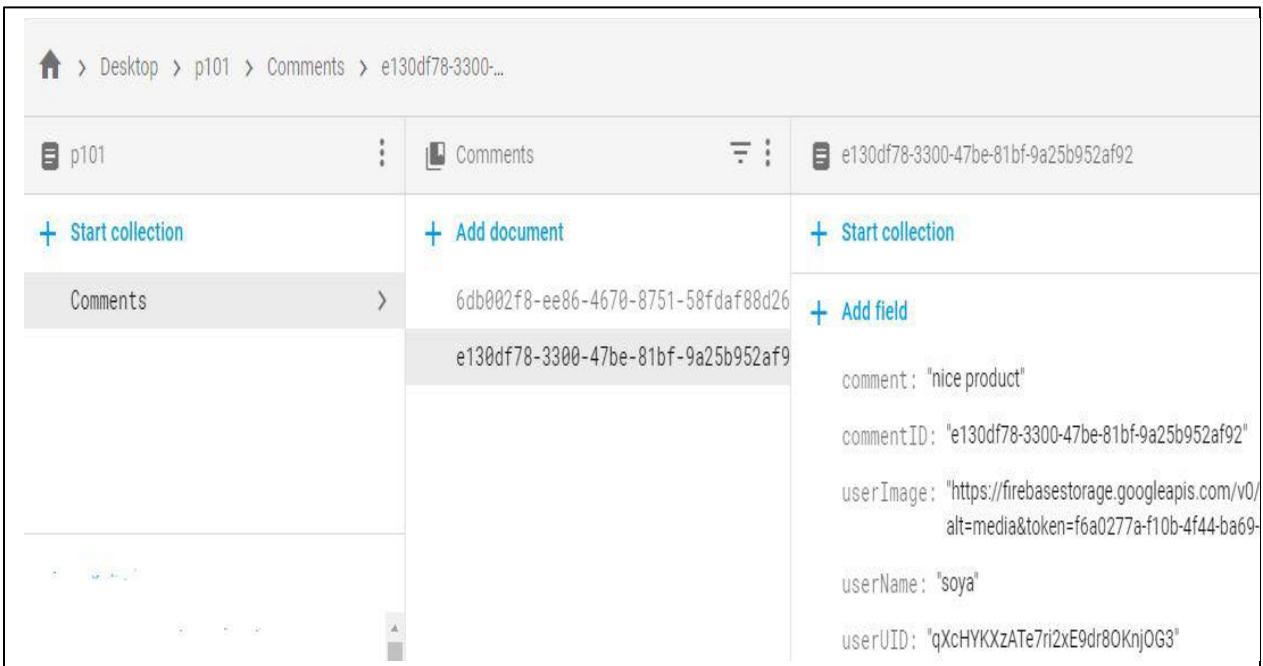 Desktop > p101 > Comments > e130df78-3300-...
p101
Comments
e130df78-3300-47be-81bf-9a25b952af92
+ Start collection
+ Add document
+ Start collection
Comments
6db002f8-ee86-4670-8751-58fdaf88d26
e130df78-3300-47be-81bf-9a25b952af9
+ Add field
comment: "nice product"
commentID: "e130df78-3300-47be-81bf-9a25b952af92"
userImage: "https://firebasestorage.googleapis.com/v0/
alt=media&token=f6a0277a-f10b-4f44-ba69-
userName: "soya"
userUID: "qXcHYKXzATe7ri2xE9dr8OKnjOG3"